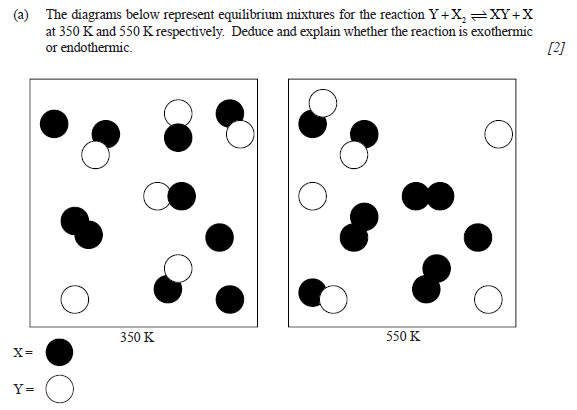 (a) The diagrams below represent equilibrium mixtures for the reaction Y+X₂ ⇌ XY+X
at 350 K and 550 K respectively. Deduce and explain whether the reaction is exothermic
or endothermic. [2]
350 K
550 K
X=
Y=